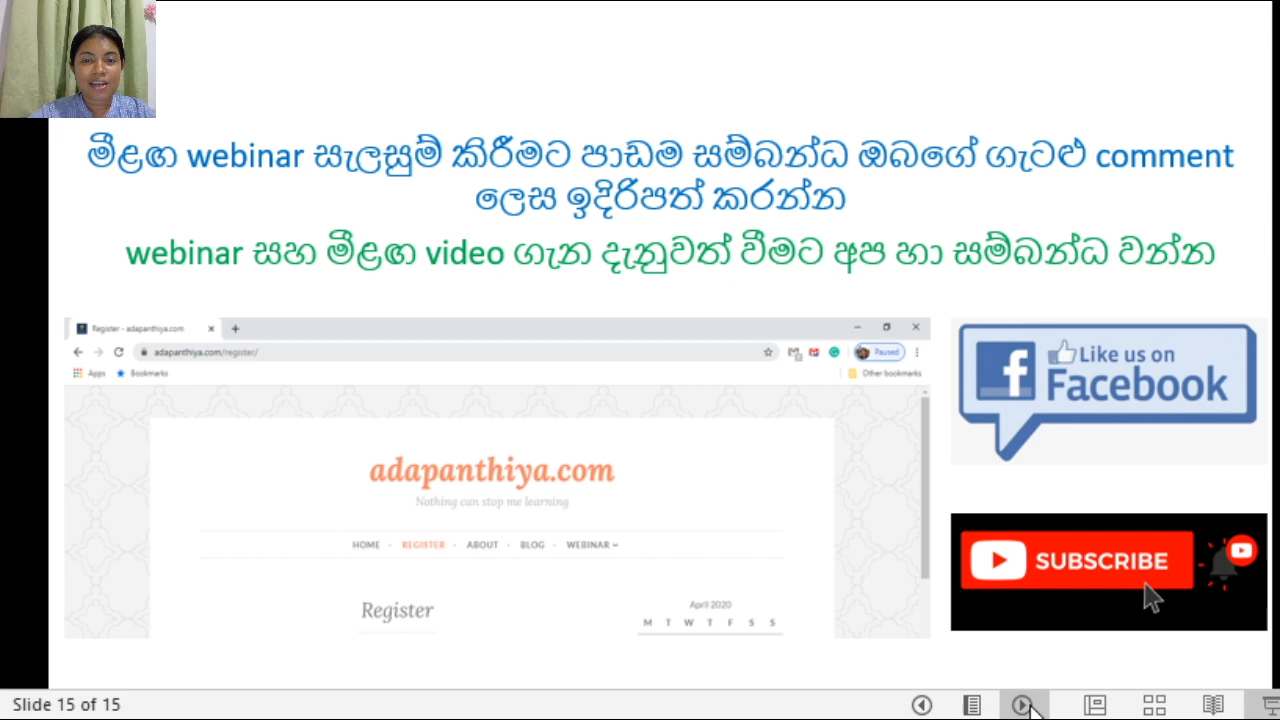 මීළඟ webinar සැලසුම් කිරීමට පාඩම සම්බන්ධ ඔබගේ ගැටළු comment
ලෙස ඉදිරිපත් කරන්න
webinar සහ මීළඟ video ගැන දැනුවත් වීමට අප හා සම්බන්ධ වන්න
Register - adapanthiya.com
adapanthiya.com/register/
Paused
Apps Bookmarks
Other bookmarks
adapanthiya.com
Nothing can stop me learning
HOME REGISTER ABOUT BLOG WEBINAR
Register
April 2020
M T W T F S S
Like us on
Facebook
SUBSCRIBE
Slide 15 of 15